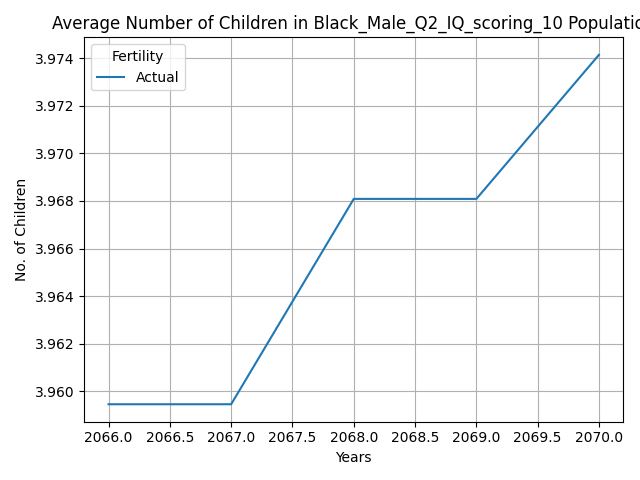 Average Number of Children in Black_Male_Q2_IQ_scoring_10 Populatio
Fertility
Actual
3.974
3.972
3.970
3.968
3.966
3.964
3.962
3.960
No. of Children
2066.0 2066.5 2067.0 2067.5 2068.0 2068.5 2069.0 2069.5 2070.0
Years